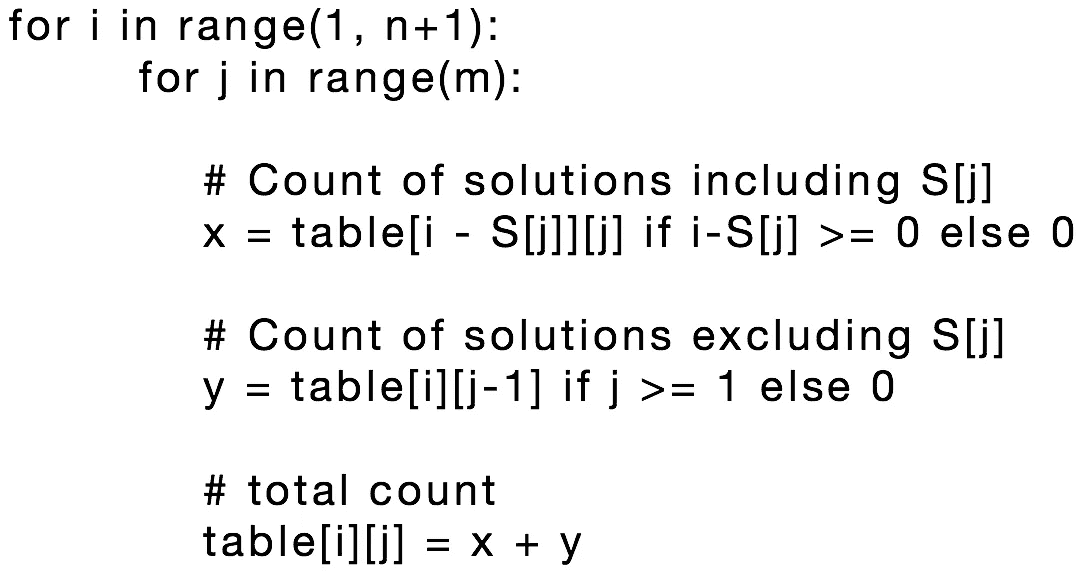 for i in range(1, n+1):
for j in range(m):
# Count of solutions including S[j]
x = table[i - S[j]][j] if i-S[j] >= 0 else 0
# Count of solutions excluding S[j]
y = table[i][j-1] if j >= 1 else 0
# total count
table[i][j] = x + y